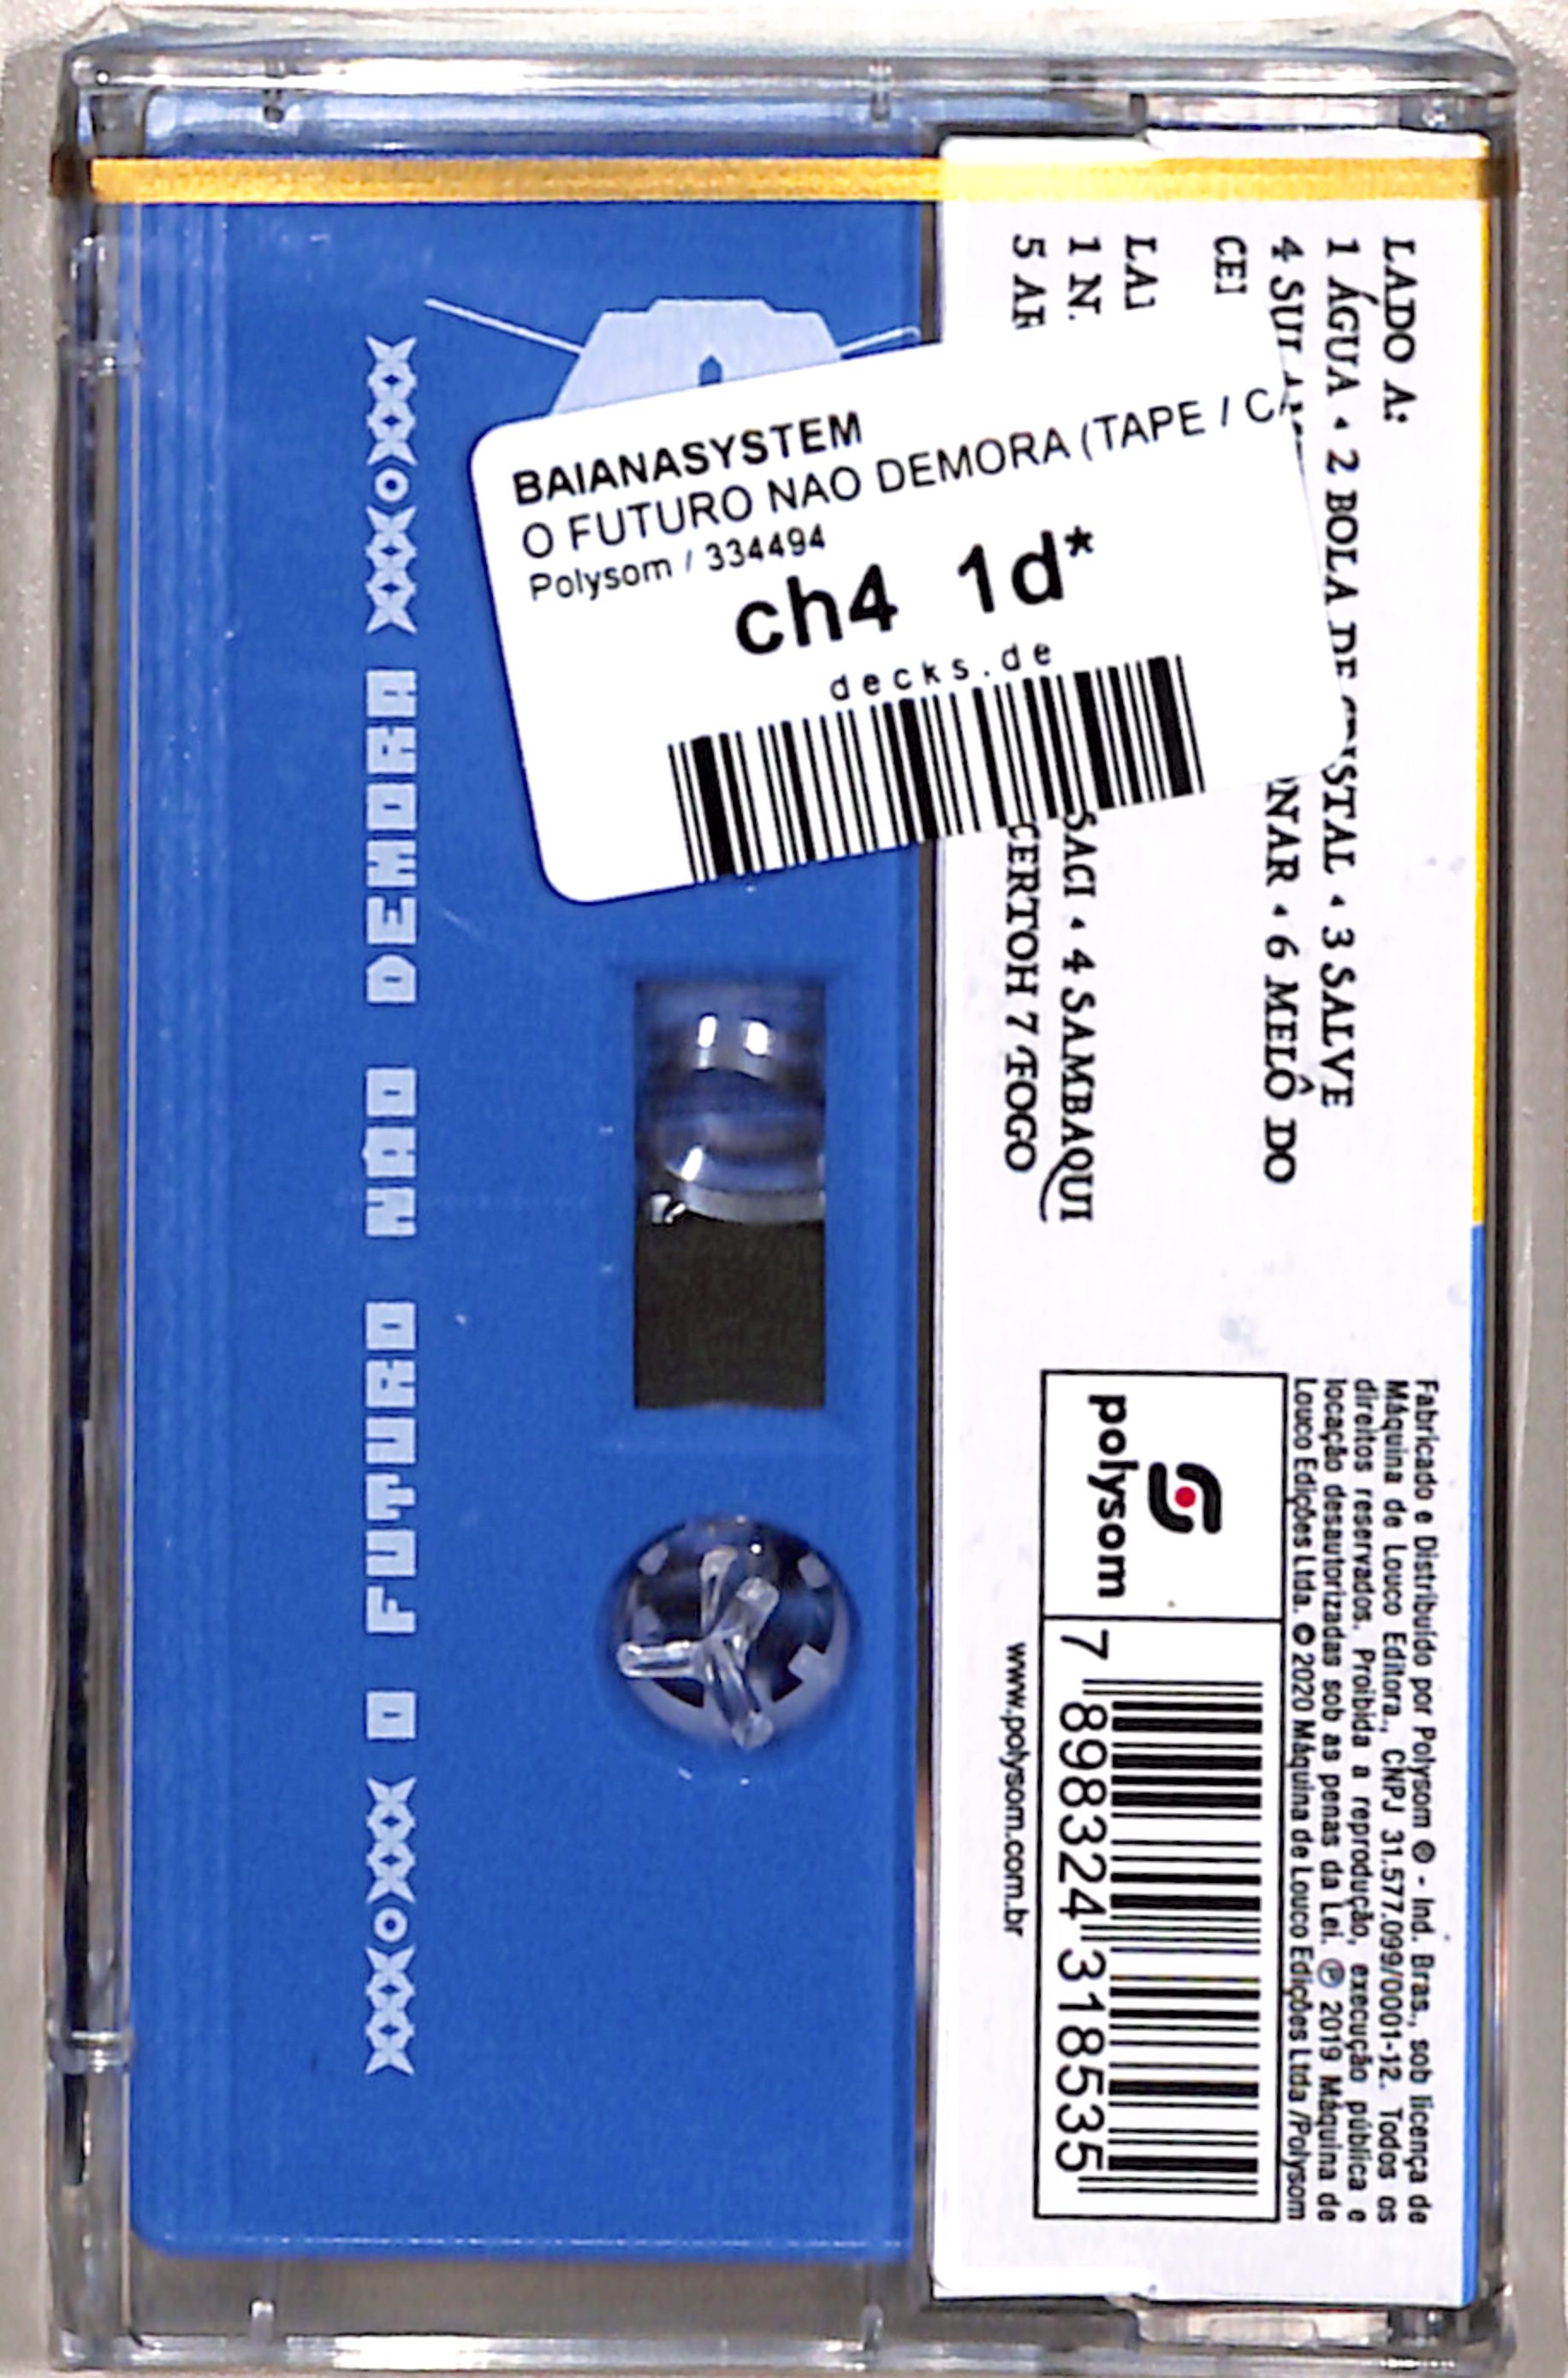 BAIANASYSTEM
O FUTURO NAO DEMORA (TAPE / CA
Polysom / 334494
ch4 1d*
decks.de
LADO A:
1 ÁGUA • 2 BOLA DE CRISTAL • 3 SALVE
4 SUL NAR • 6 MELÔ DO
CE
LA
1 N. SACI • 4 SAMBAQUI
5 AR CERTOH 7 FOGO
Fabricado e Distribuído por Polysom ® - Ind. Bras., sob licença de
Máquina de Louco Editora., CNPJ 31.577.099/0001-12. Todos os
direitos reservados. Proibida a reprodução, execução pública e
locação desautorizadas sob as penas da Lei. ℗ 2019 Máquina de
Louco Edições Ltda. © 2020 Máquina de Louco Edições Ltda /Polysom
polysom
7 898324 318535
www.polysom.com.br
O FUTURO NÃO DEMORA